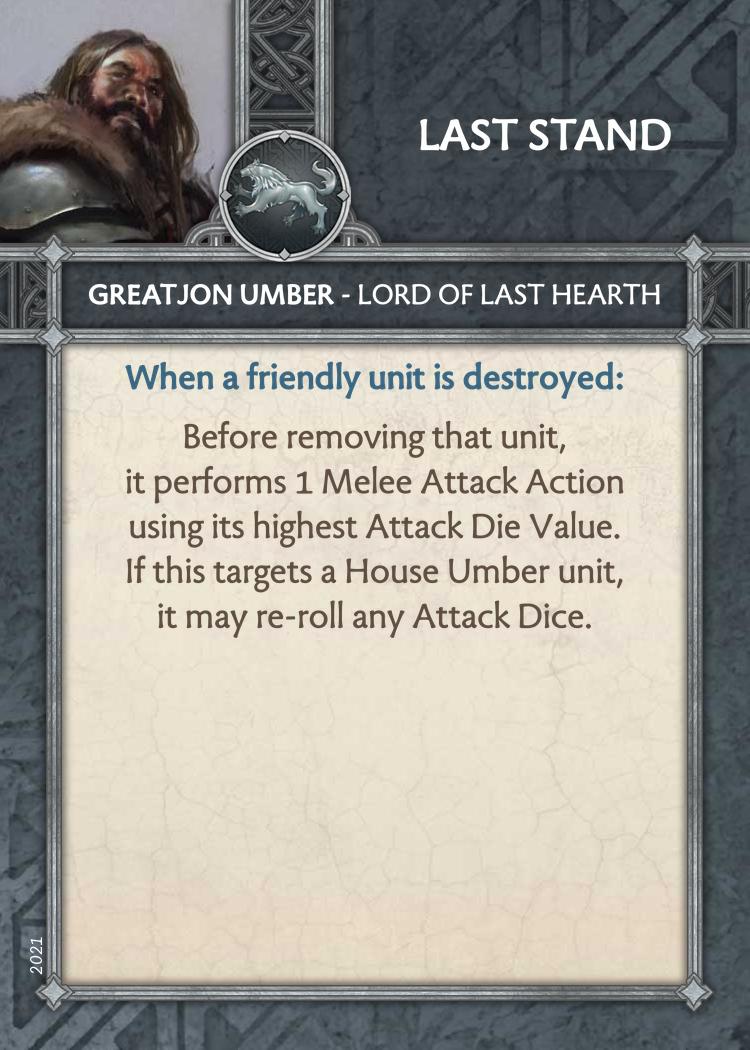 LAST STAND
GREATJON UMBER - LORD OF LAST HEARTH
When a friendly unit is destroyed:
Before removing that unit,
it performs 1 Melee Attack Action
using its highest Attack Die Value.
If this targets a House Umber unit,
it may re-roll any Attack Dice.
2021